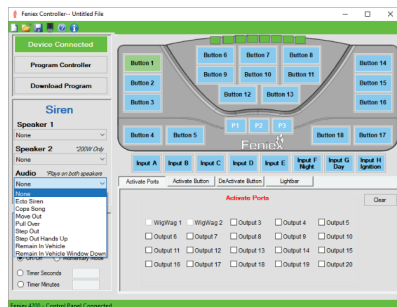 Feniex Controller-- Untitled File
Device Connected
Program Controller
Download Program
Siren
Speaker 1
None
Speaker 2 *200W Only
None
Audio *Plays on both speakers
None
None
Ecto Siren
Cops Song
Move Out
Pull Over
Step Out
Step Out Hands Up
Remain In Vehicle
Remain In Vehicle Window Down
On/Off Momentary Mode
Timer Seconds
Timer Minutes
Button 1
Button 2
Button 3
Button 4
Button 5
Button 6
Button 7
Button 8
Button 9
Button 10
Button 11
Button 12
Button 13
Button 14
Button 15
Button 16
Button 18
Button 17
P1 P2 P3
Feniex
Input A
Input B
Input C
Input D
Input E
Input F Night
Input G Day
Input H Ignition
Activate Ports
Activate Button
DeActivate Button
Lightbar
Activate Ports
Clear
WigWag 1 WigWag 2 Output 3 Output 4 Output 5
Output 6 Output 7 Output 8 Output 9 Output 10
Output 11 Output 12 Output 13 Output 14 Output 15
Output 16 Output 17 Output 18 Output 19 Output 20
Feniex 4200 - Control Panel Connected